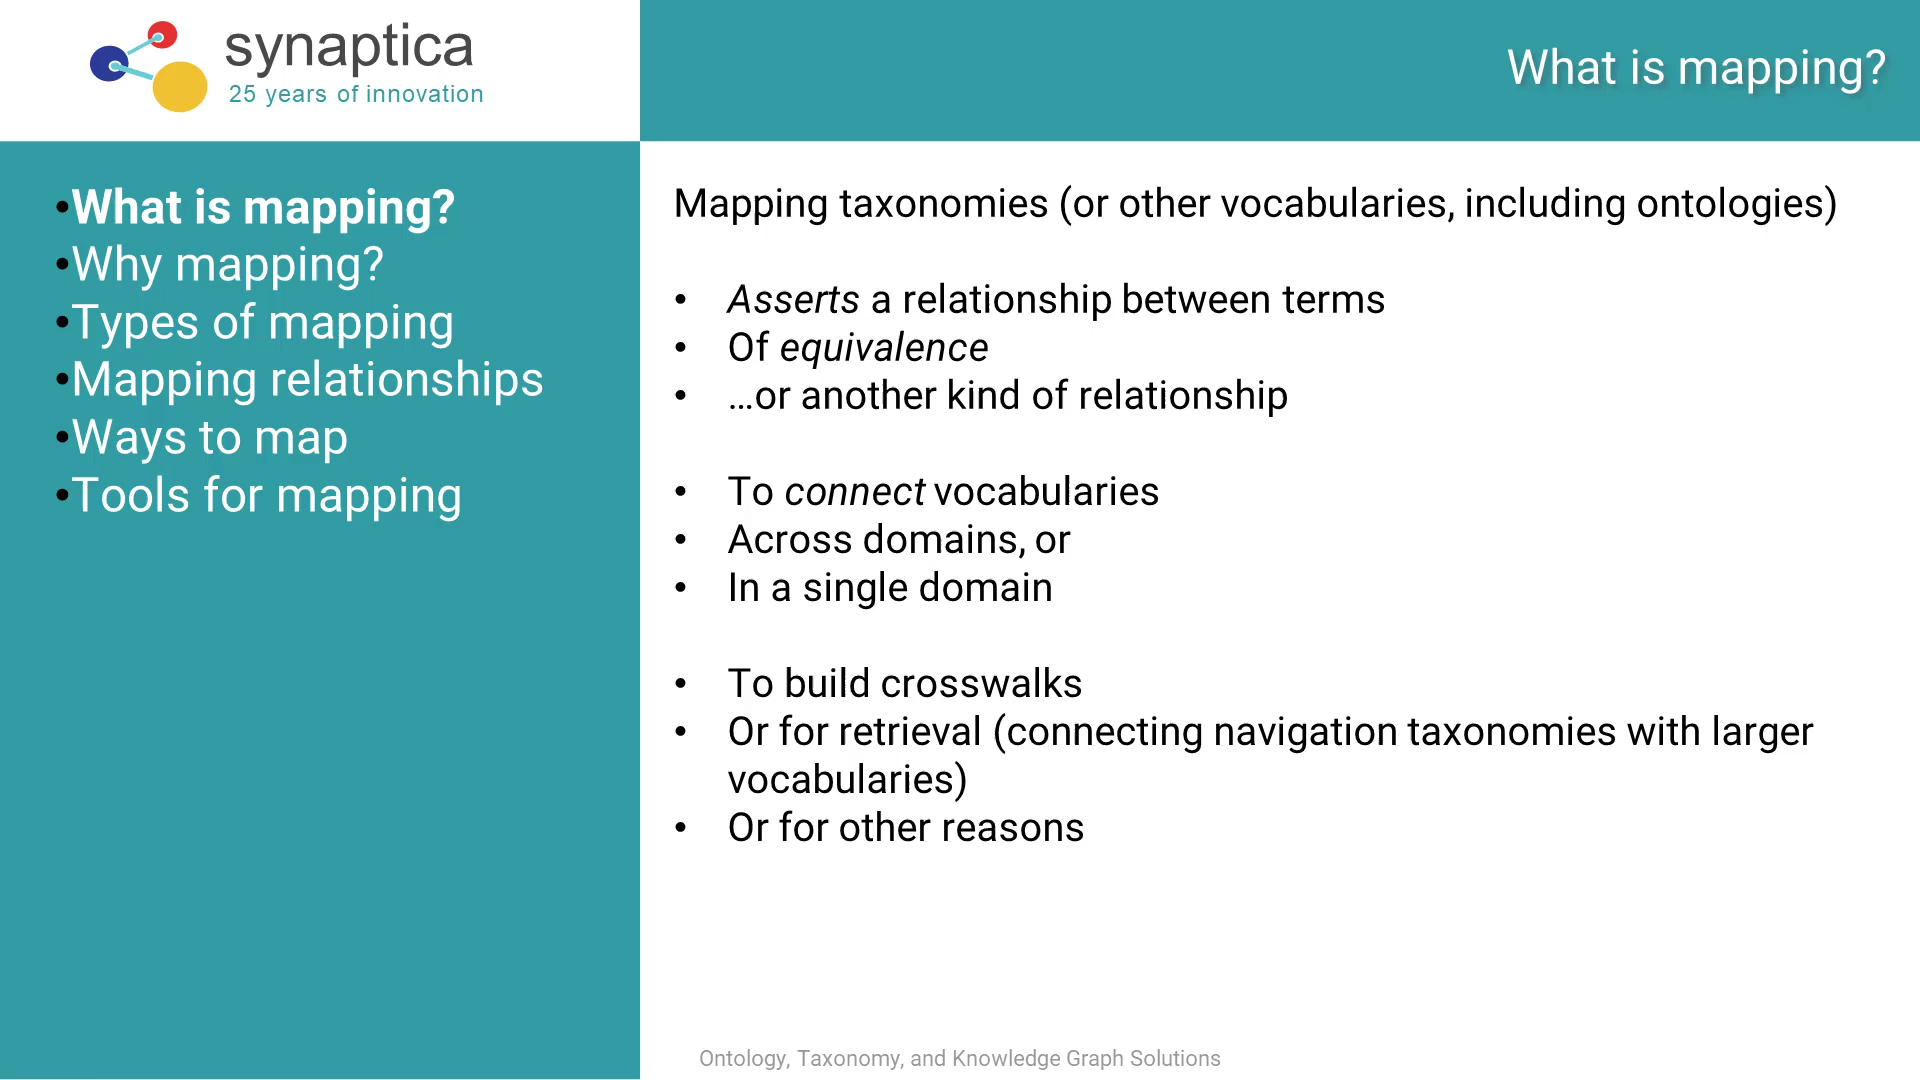 synaptica
25 years of innovation
What is mapping?
•What is mapping?
•Why mapping?
•Types of mapping
•Mapping relationships
•Ways to map
•Tools for mapping
Mapping taxonomies (or other vocabularies, including ontologies)
• Asserts a relationship between terms
• Of equivalence
• …or another kind of relationship
• To connect vocabularies
• Across domains, or
• In a single domain
• To build crosswalks
• Or for retrieval (connecting navigation taxonomies with larger
vocabularies)
• Or for other reasons
Ontology, Taxonomy, and Knowledge Graph Solutions